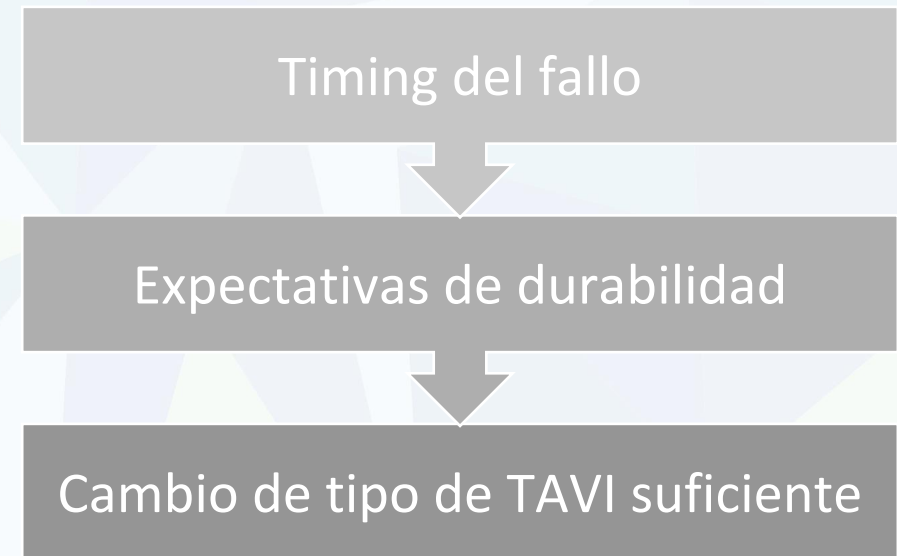 Timing del fallo
Expectativas de durabilidad
Cambio de tipo de TAVI suficiente